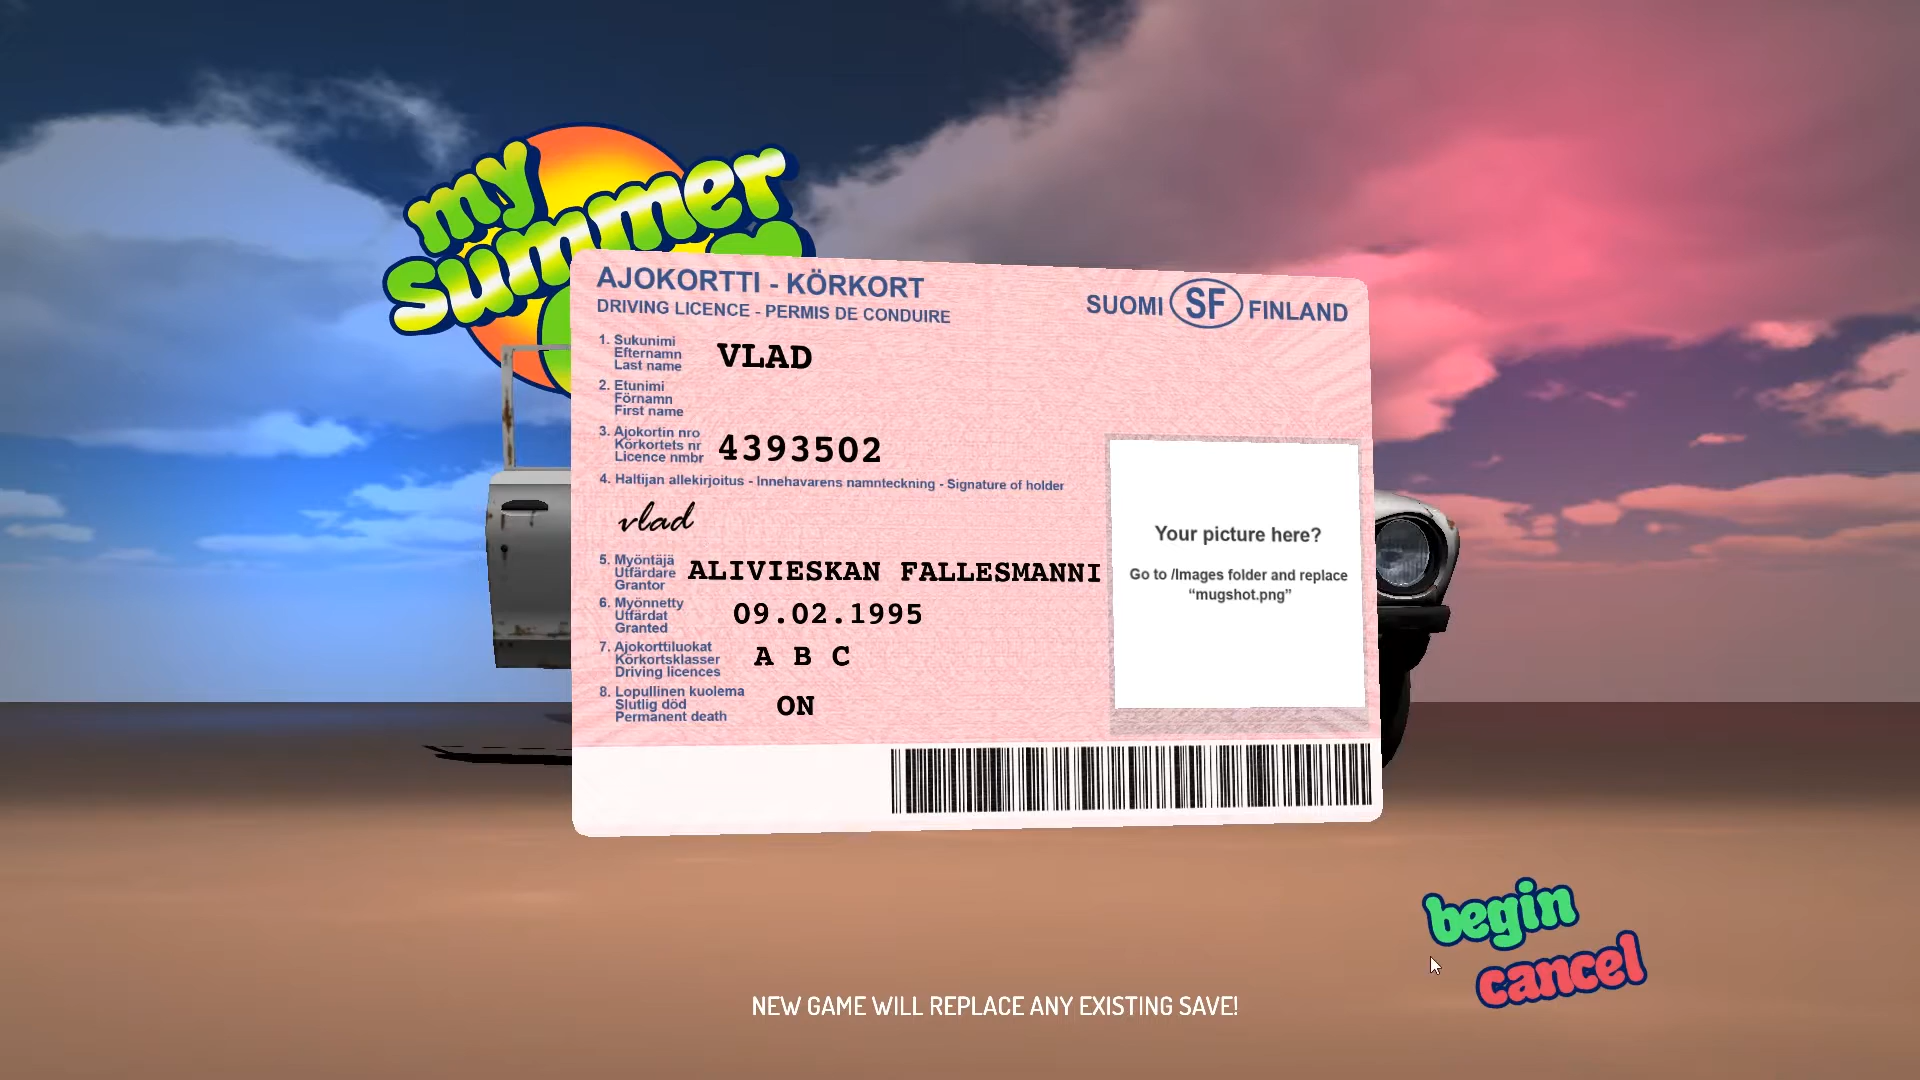 my
summer
AJOKORTTI - KÖRKORT
DRIVING LICENCE - PERMIS DE CONDUIRE
SUOMI SF FINLAND
1. Sukunimi
Efternamn
Last name
VLAD
2. Etunimi
Förnamn
First name
3. Ajokortin nro
Körkortets nr
Licence nmbr
4393502
4. Haltijan allekirjoitus - Innehavarens namnteckning - Signature of holder
vlad
5. Myöntäjä
Utfärdare
Grantor
ALIVIESKAN FALLESMANNI
6. Myönnetty
Utfärdat
Granted
09.02.1995
7. Ajokorttiluokat
Körkortsklasser
Driving licences
A B C
8. Lopullinen kuolema
Slutlig död
Permanent death
ON
Your picture here?
Go to /Images folder and replace
“mugshot.png”
begin
cancel
NEW GAME WILL REPLACE ANY EXISTING SAVE!